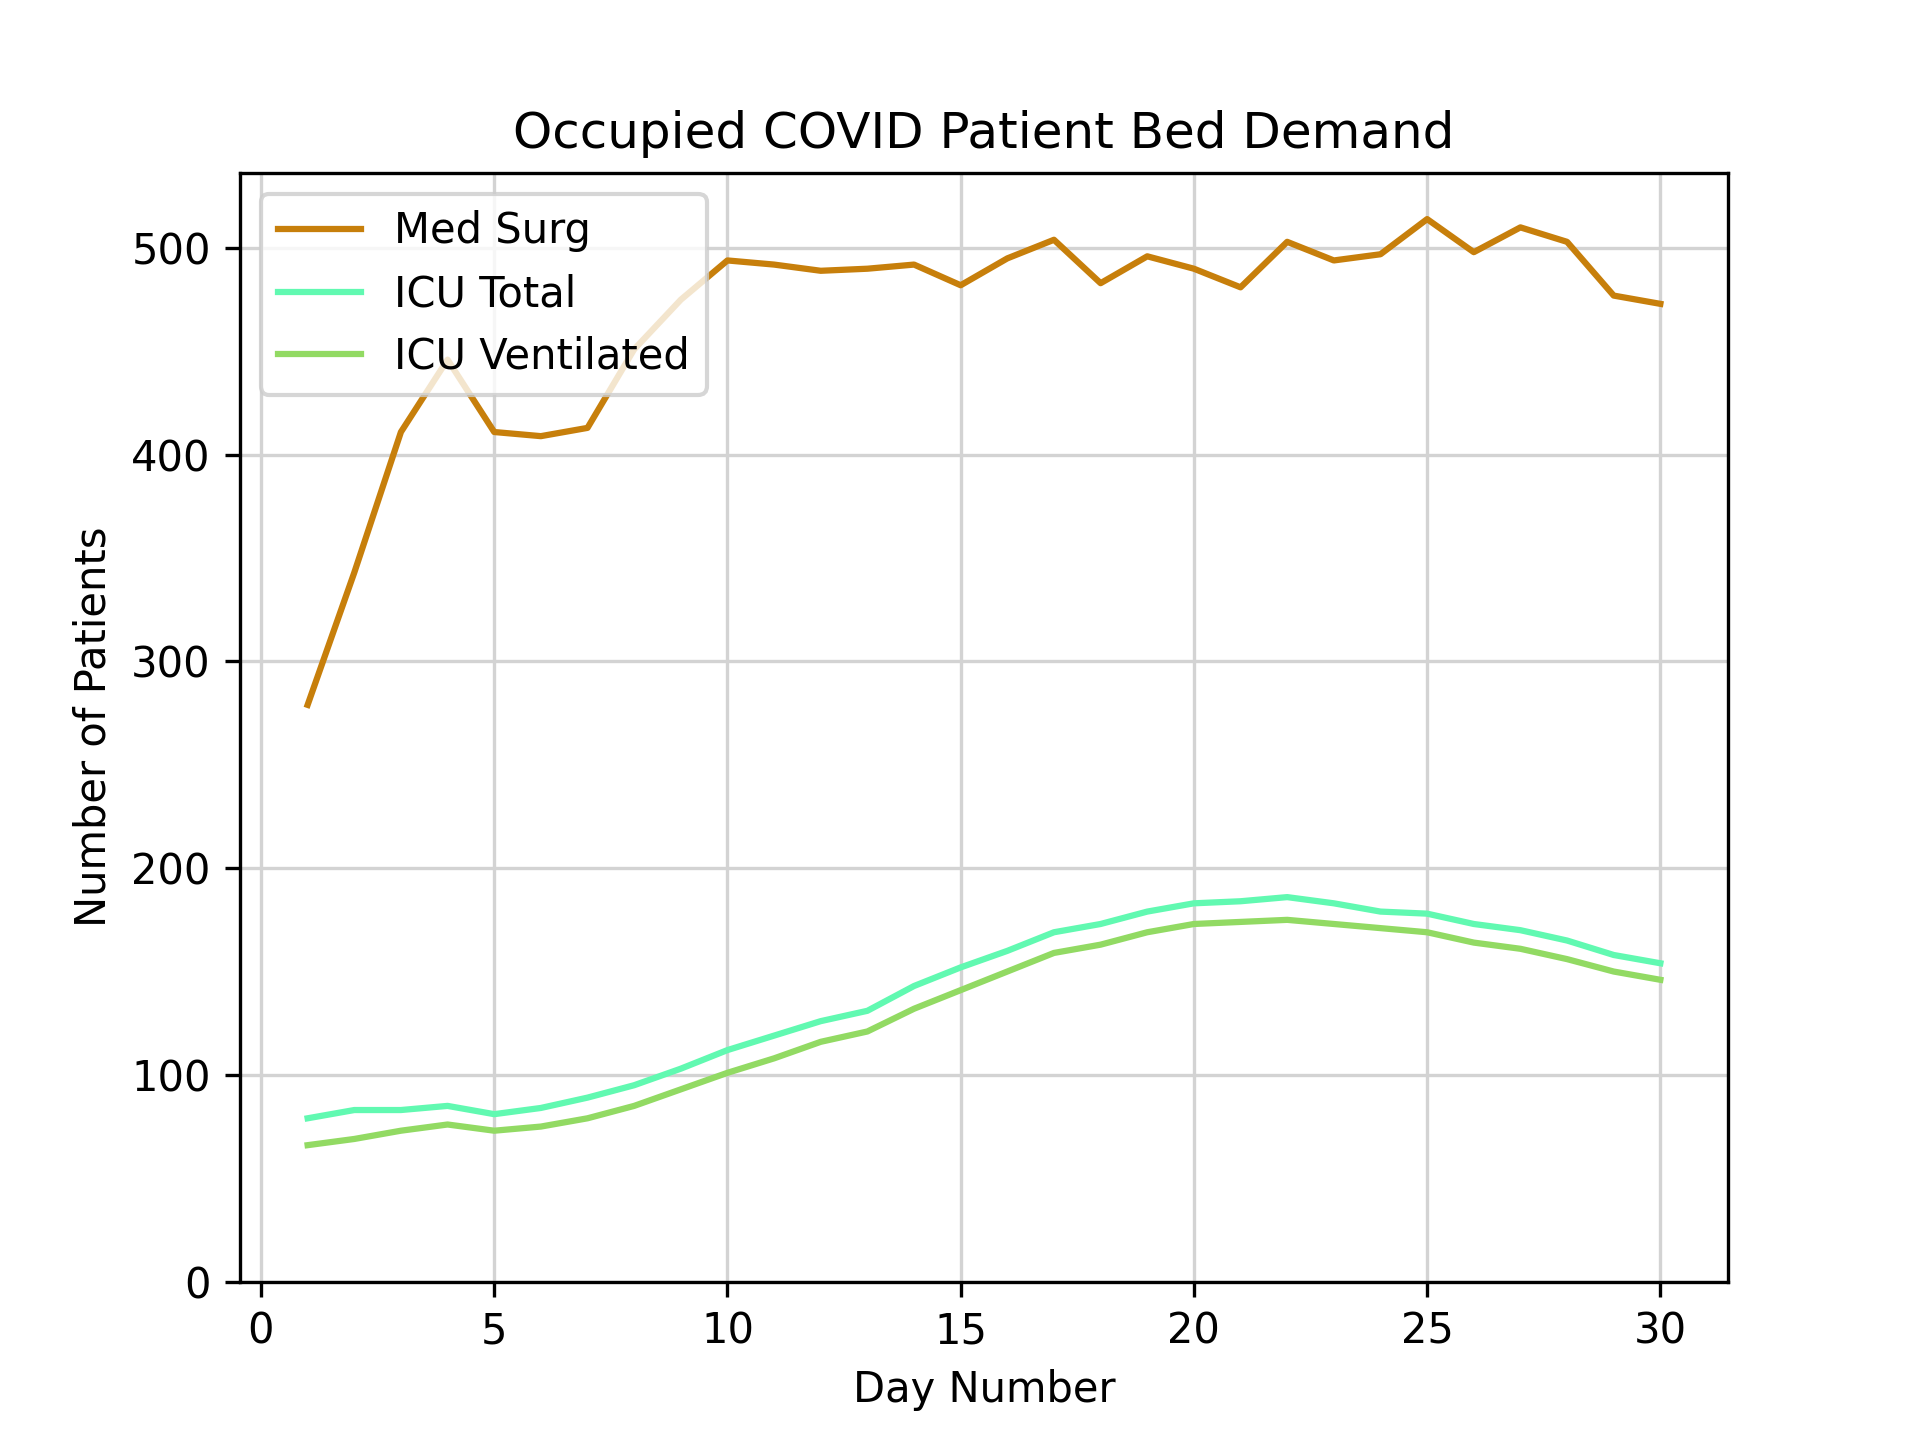 Occupied COVID Patient Bed Demand
Med Surg
ICU Total
ICU Ventilated
500
400
300
200
100
0
Number of Patients
0 5 10 15 20 25 30
Day Number